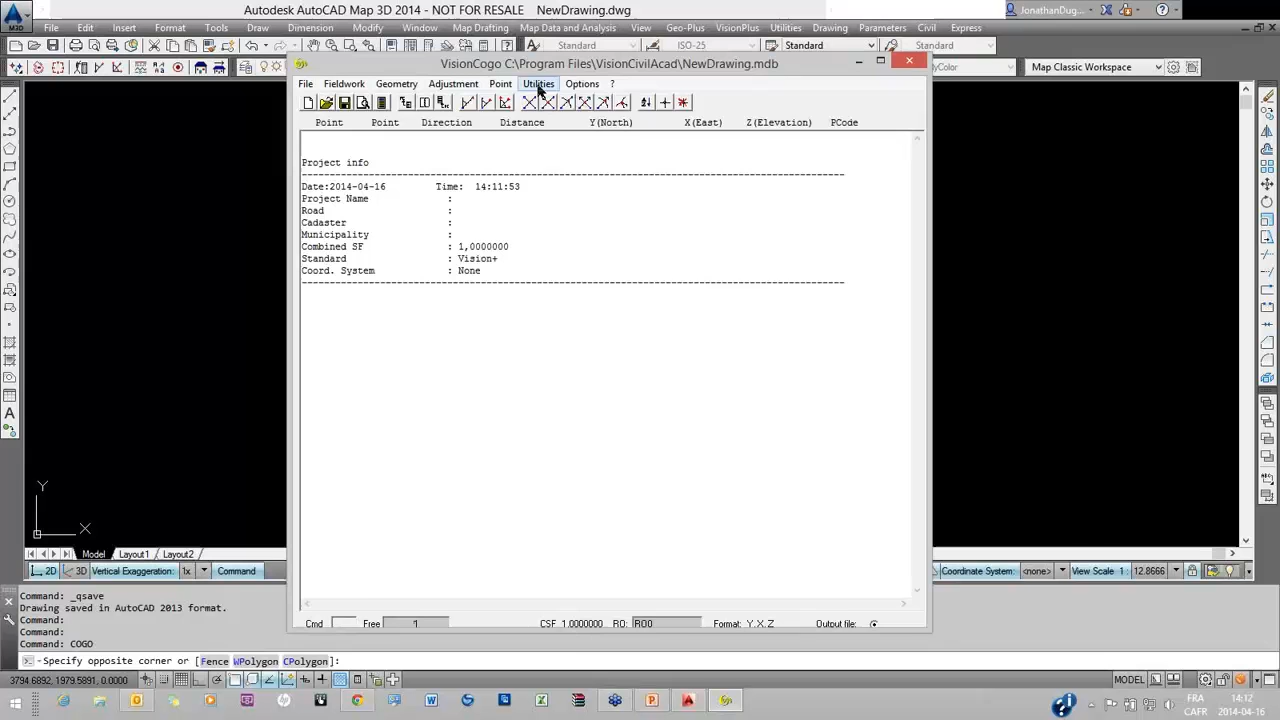 Autodesk AutoCAD Map 3D 2014 - NOT FOR RESALE NewDrawing.dwg
JonathanDug...
File Edit Insert Format Tools Draw Dimension Modify Window Help Map Drafting Map Data and Analysis View Geo-Plus VisionPlus Utilities Drawing Parameters Civil Express
Standard ISO-25 Standard Standard
VisionCogo C:\Program Files\VisionCivilAcad\NewDrawing.mdb
ByColor Map Classic Workspace
File Fieldwork Geometry Adjustment Point Utilities Options ?
Point Point Direction Distance Y(North) X(East) Z(Elevation) PCode
Project info
Date:2014-04-16 Time: 14:11:53
Project Name :
Road :
Cadaster :
Municipality :
Combined SF : 1,0000000
Standard : Vision+
Coord. System : None
Y
X
Model Layout1 Layout2
2D 3D Vertical Exaggeration: 1x Command
Coordinate System: <none> View Scale 1 : 12.8666
Command: _qsave
Drawing saved in AutoCAD 2013 format.
Command:
Command:
Command: COGO
Cmd Free 1 CSF 1.0000000 RO: R00 Format: Y,X,Z Output file:
Specify opposite corner or [Fence WPolygon CPolygon]:
3794.6892, 1979.5891, 0.0000
MODEL
FRA
CAFR
14:12
2014-04-16